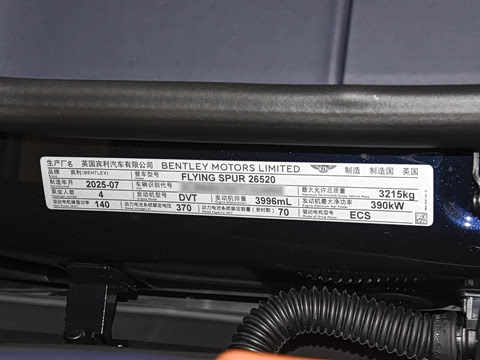 生产厂名 英国宾利汽车有限公司 BENTLEY MOTORS LIMITED 制造 制造国 英国
品牌 宾利(BENTLEY) 整车型号 FLYING SPUR 26520
制造年月 2025-07 车辆识别代号 最大允许总质量 3215kg
乘坐人数 4 发动机型号 DVT 发动机排量 3996mL 发动机最大净功率 390kW
驱动电机峰值功率 140 动力电池系统额定电压 370 动力电池系统额定容量(安时数) 70 驱动电机型号 ECS